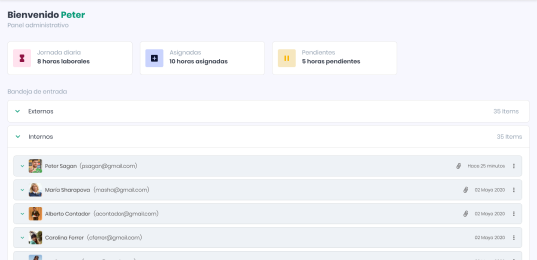 Bienvenido Peter
Panel administrativo
Jornada diaria
8 horas laborales
Asignadas
10 horas asignadas
Pendientes
5 horas pendientes
Bandeja de entrada
Externos 35 Items
Internos 35 Items
Peter Sagan (psagan@gmail.com) Hace 25 minutos
María Sharapova (masha@gmail.com) 02 Mayo 2020
Alberto Contador (acontador@gmail.com) 02 Mayo 2020
Carolina Ferrer (cferrer@gmail.com) 02 Mayo 2020